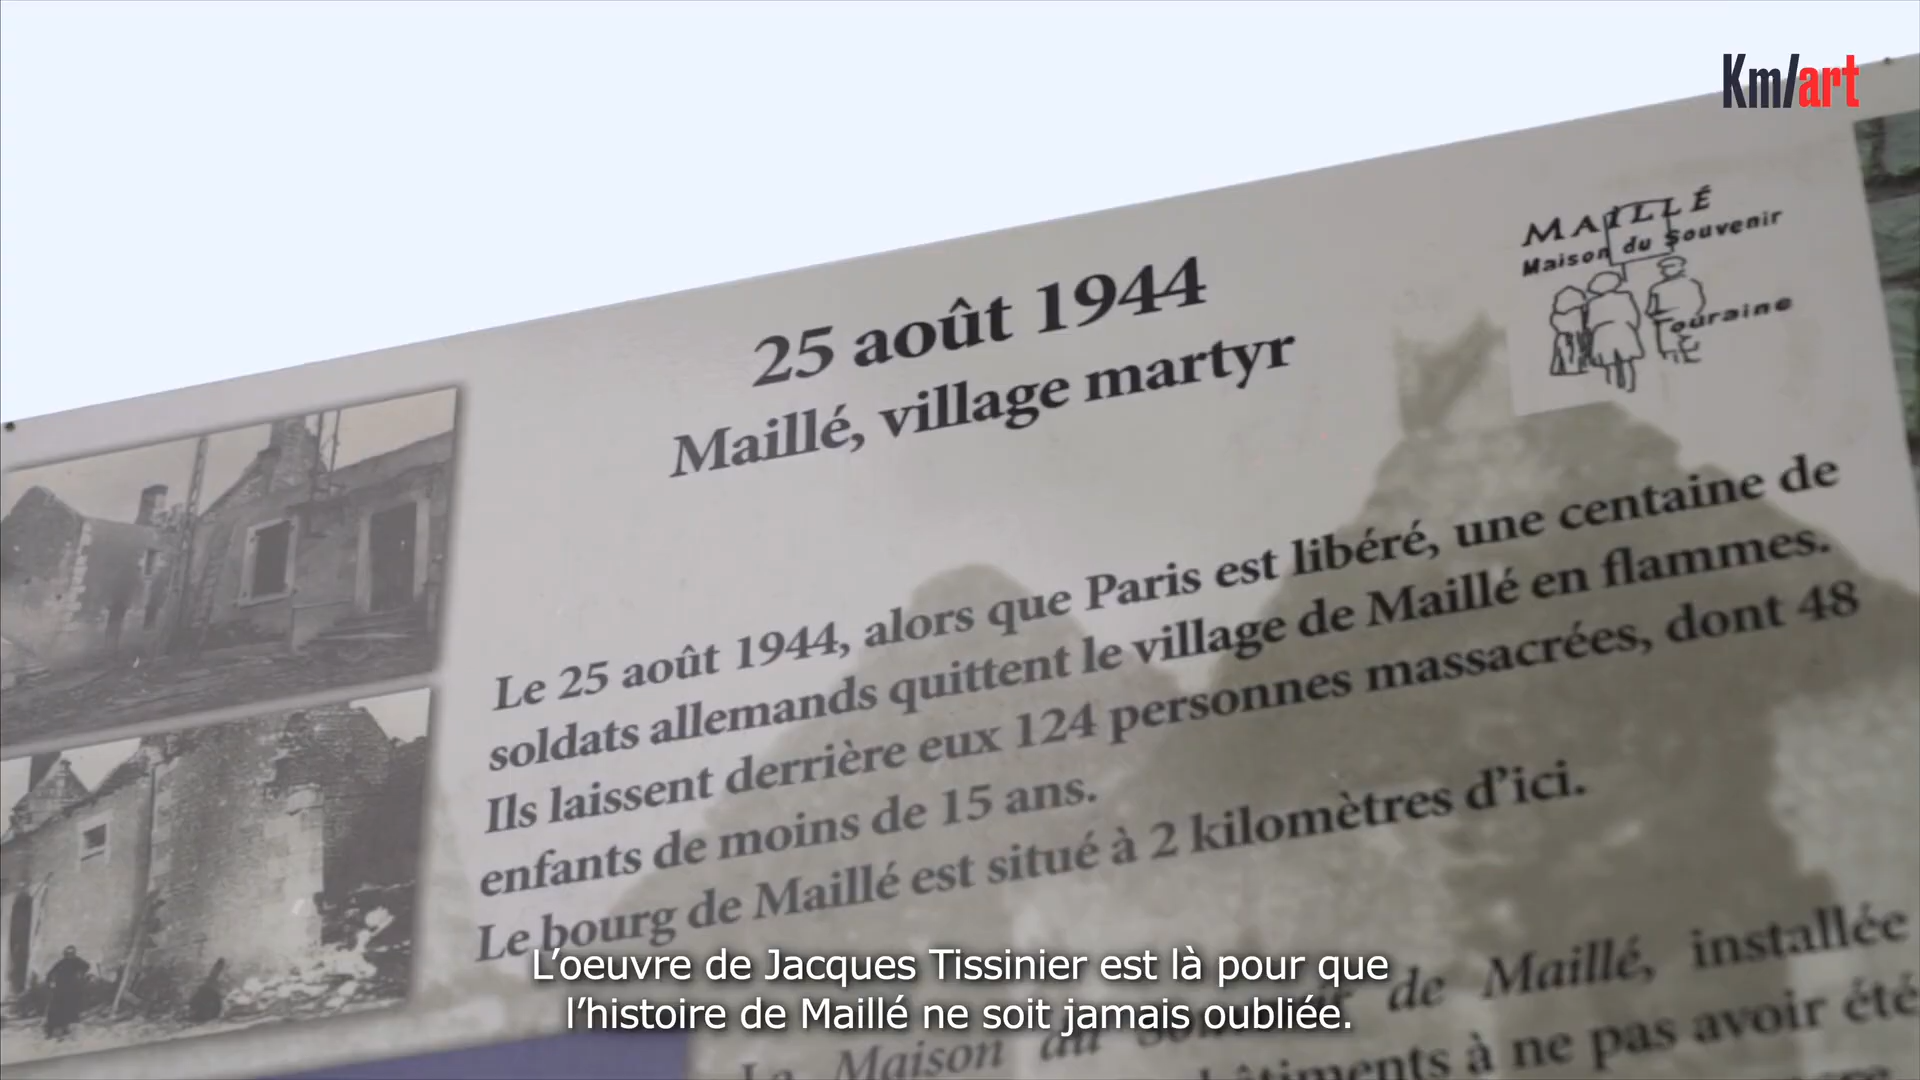 Km/art
MAILLÉ
Maison du Souvenir
Touraine
25 août 1944
Maillé, village martyr
Le 25 août 1944, alors que Paris est libéré, une centaine de
soldats allemands quittent le village de Maillé en flammes.
Ils laissent derrière eux 124 personnes massacrées, dont 48
enfants de moins de 15 ans.
Le bourg de Maillé est situé à 2 kilomètres d'ici.
L'oeuvre de Jacques Tissinier est là pour que
l'histoire de Maillé ne soit jamais oubliée.
La Maison du de Maillé, installée
à ne pas avoir été